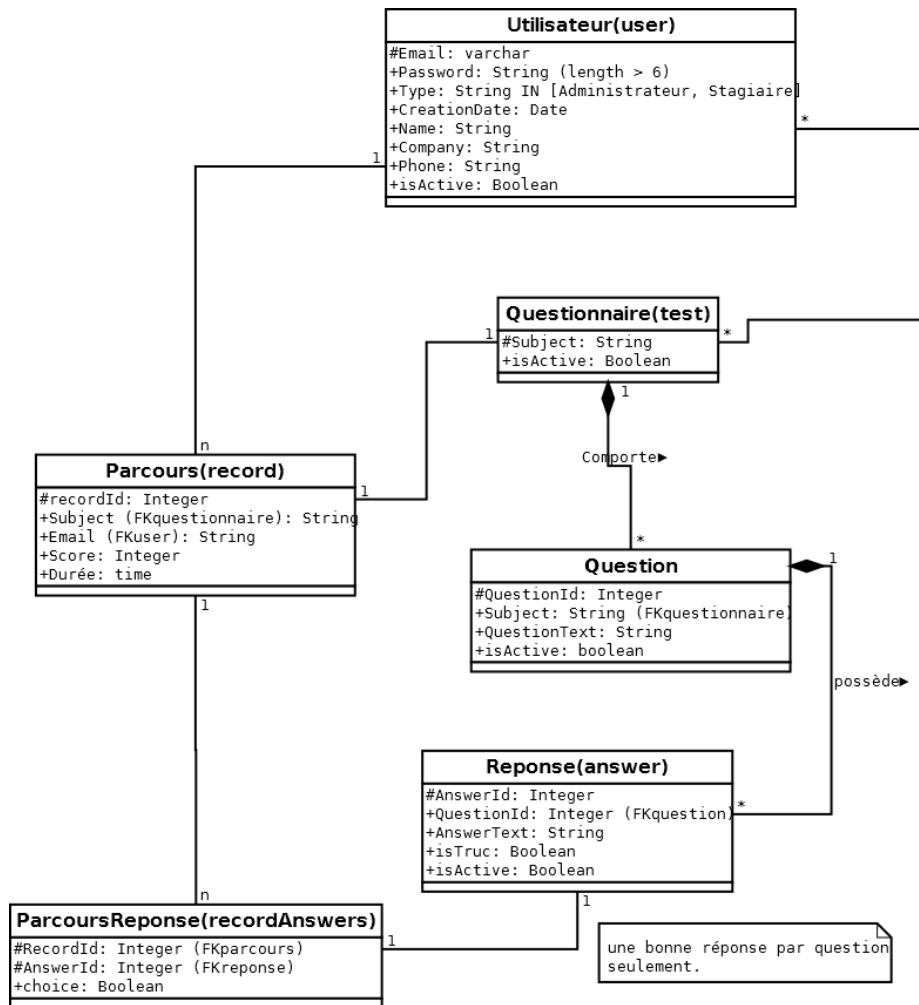 Utilisateur(user)
#Email: varchar
+Password: String (length > 6)
+Type: String IN [Administrateur, Stagiaire]
+CreationDate: Date
+Name: String
+Company: String
+Phone: String
+isActive: Boolean
*
1
n
Questionnaire(test)
#Subject: String
+isActive: Boolean
1
*
1
Comporte►
*
Parcours(record)
#recordId: Integer
+Subject (FKquestionnaire): String
+Email (FKuser): String
+Score: Integer
+Durée: time
1
1
Question
#QuestionId: Integer
+Subject: String (FKquestionnaire)
+QuestionText: String
+isActive: boolean
1
possède►
*
Reponse(answer)
#AnswerId: Integer
+QuestionId: Integer (FKquestion)
+AnswerText: String
+isTruc: Boolean
+isActive: Boolean
1
n
ParcoursReponse(recordAnswers)
#RecordId: Integer (FKparcours)
#AnswerId: Integer (FKreponse)
+choice: Boolean
1
une bonne réponse par question
seulement.